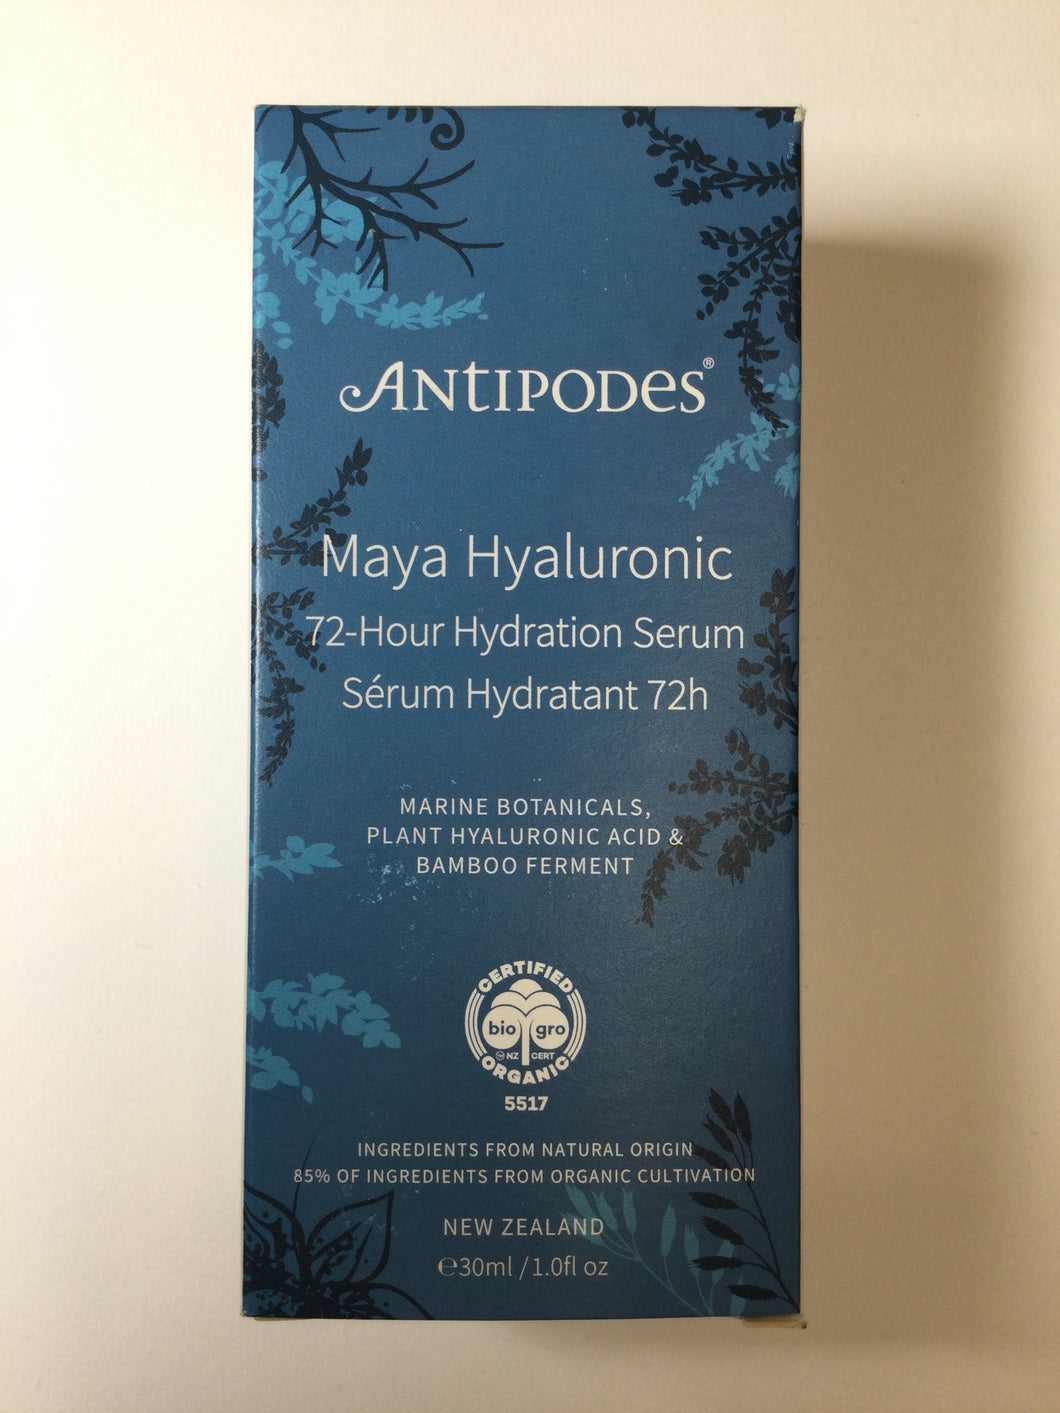 ANTIPODES®
Maya Hyaluronic
72-Hour Hydration Serum
Sérum Hydratant 72h
MARINE BOTANICALS,
PLANT HYALURONIC ACID &
BAMBOO FERMENT
CERTIFIED
bio gro
TM NZ CERT
ORGANIC
5517
INGREDIENTS FROM NATURAL ORIGIN
85% OF INGREDIENTS FROM ORGANIC CULTIVATION
NEW ZEALAND
℮30ml / 1.0fl oz